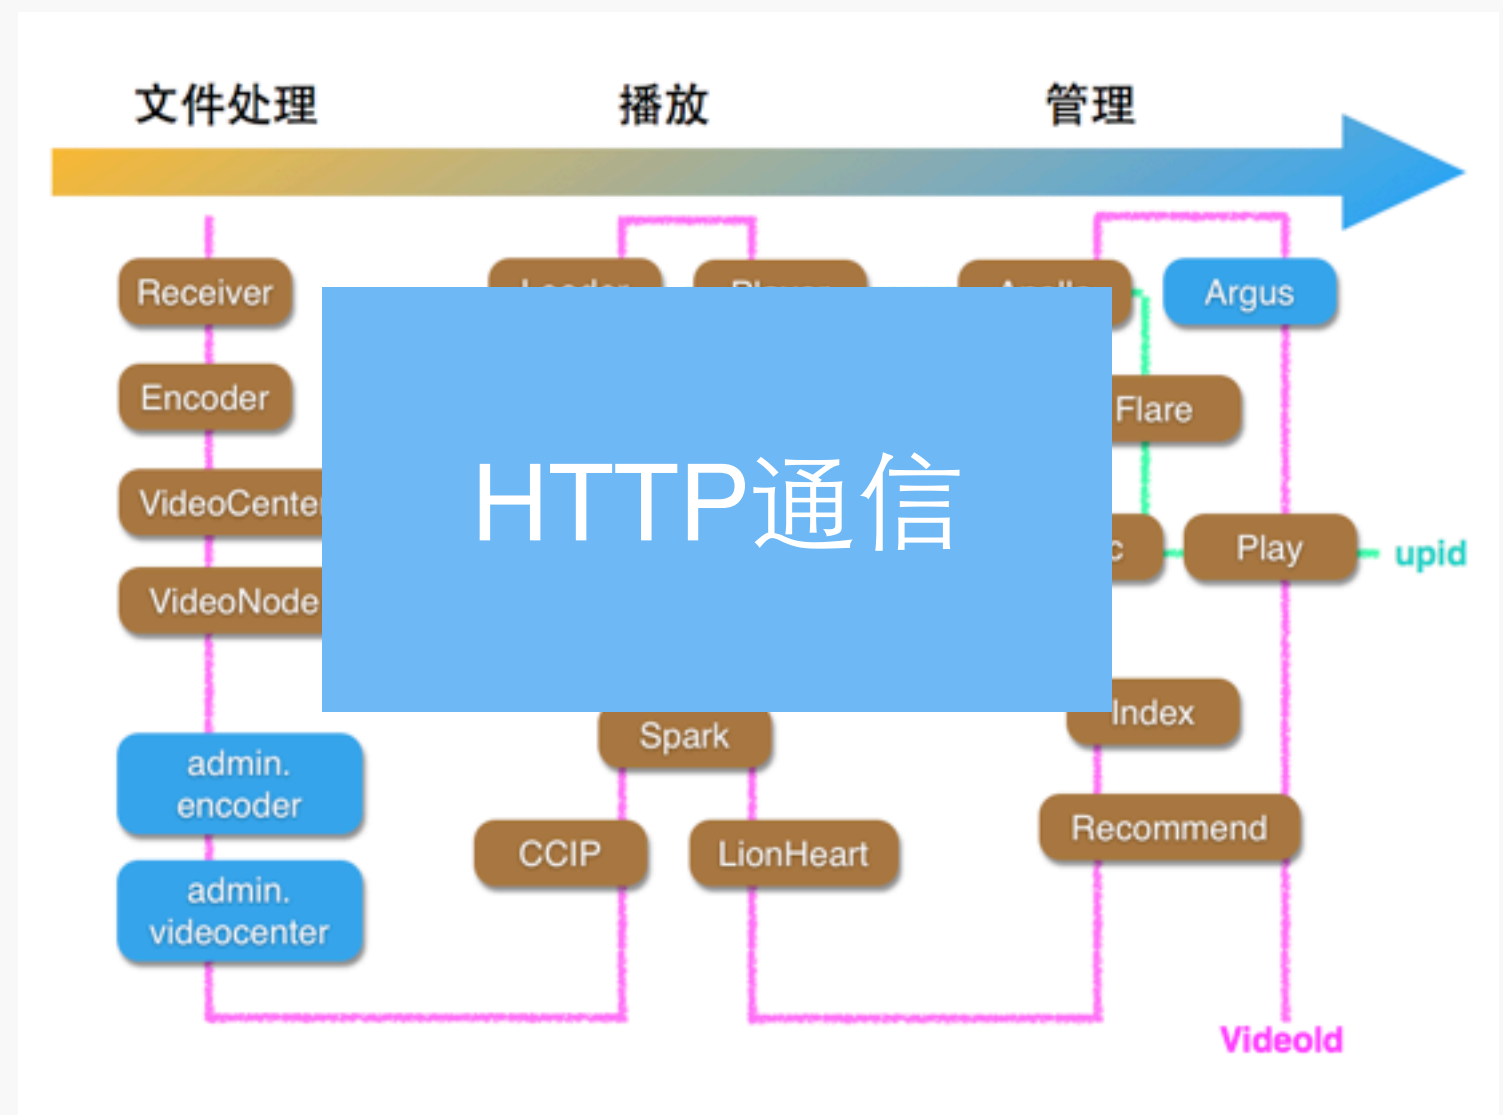 文件处理
播放
管理
Receiver
Argus
Encoder
Flare
HTTP通信
VideoCenter
Play
upid
VideoNode
Index
Spark
admin.
encoder
Recommend
CCIP
LionHeart
admin.
videocenter
VideoId